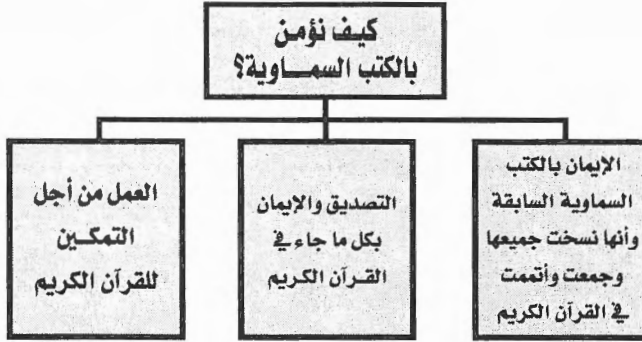 كيف نؤمن
بالكتب السماوية؟
الإيمان بالكتب
السماوية السابقة
وأنها نسخت جميعها
وجمعت وأتممت
في القرآن الكريم
التصديق والإيمان
بكل ما جاء في
القرآن الكريم
العمل من أجل
التمكين
للقرآن الكريم